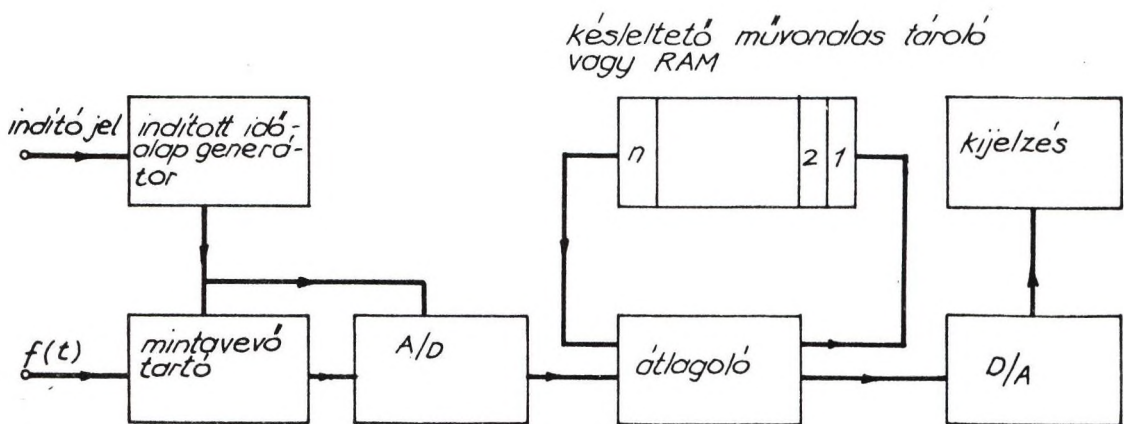 késleltető művonalas tároló
vagy RAM
indító jel
indított idő-
alap generá-
tor
n
2
1
kijelzés
f(t)
mintavevő
tartó
A/D
átlagoló
D/A